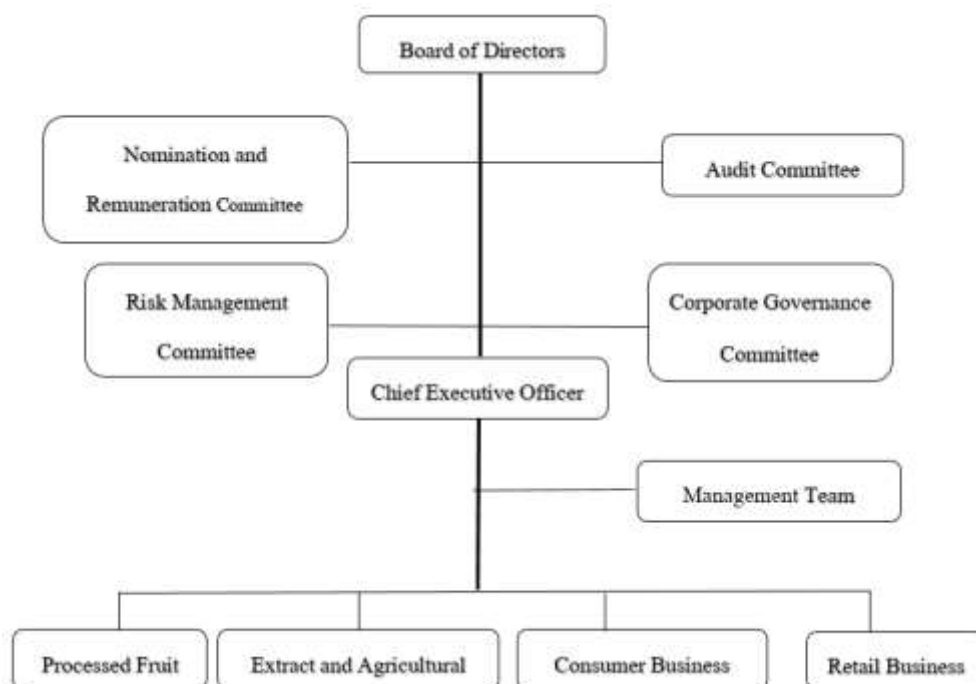 Board of Directors
Nomination and
Remuneration Committee
Audit Committee
Risk Management
Committee
Corporate Governance
Committee
Chief Executive Officer
Management Team
Processed Fruit
Extract and Agricultural
Consumer Business
Retail Business